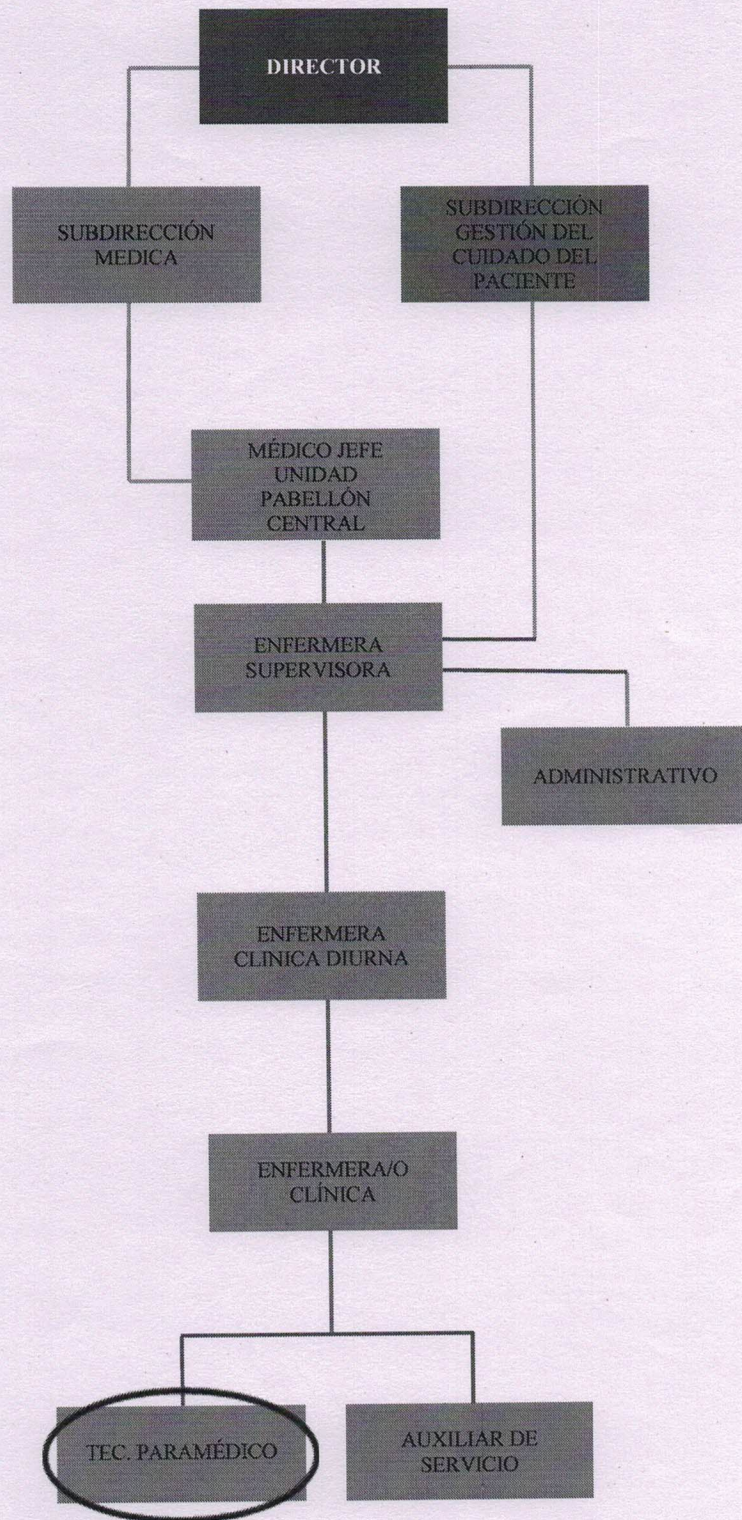 DIRECTOR
SUBDIRECCIÓN
MEDICA
SUBDIRECCIÓN
GESTIÓN DEL
CUIDADO DEL
PACIENTE
MÉDICO JEFE
UNIDAD
PABELLÓN
CENTRAL
ENFERMERA
SUPERVISORA
ADMINISTRATIVO
ENFERMERA
CLINICA DIURNA
ENFERMERA/O
CLÍNICA
TEC. PARAMÉDICO
AUXILIAR DE
SERVICIO